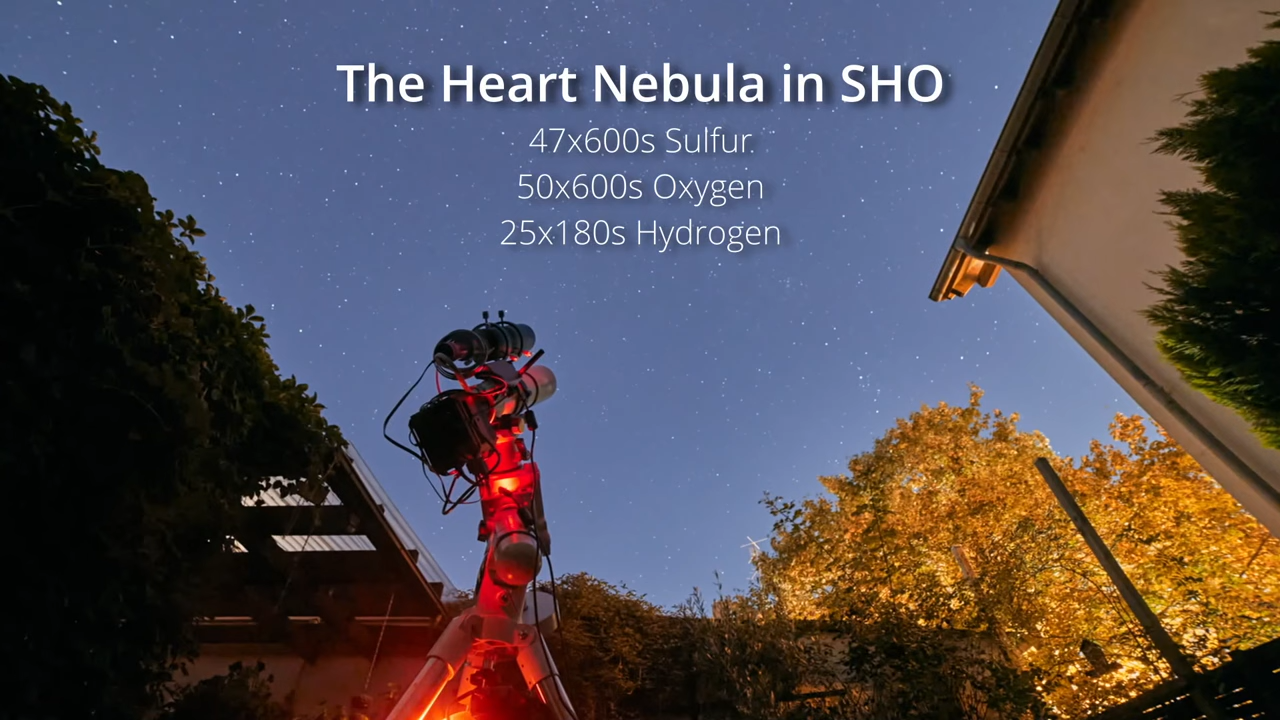 The Heart Nebula in SHO
47x600s Sulfur
50x600s Oxygen
25x180s Hydrogen